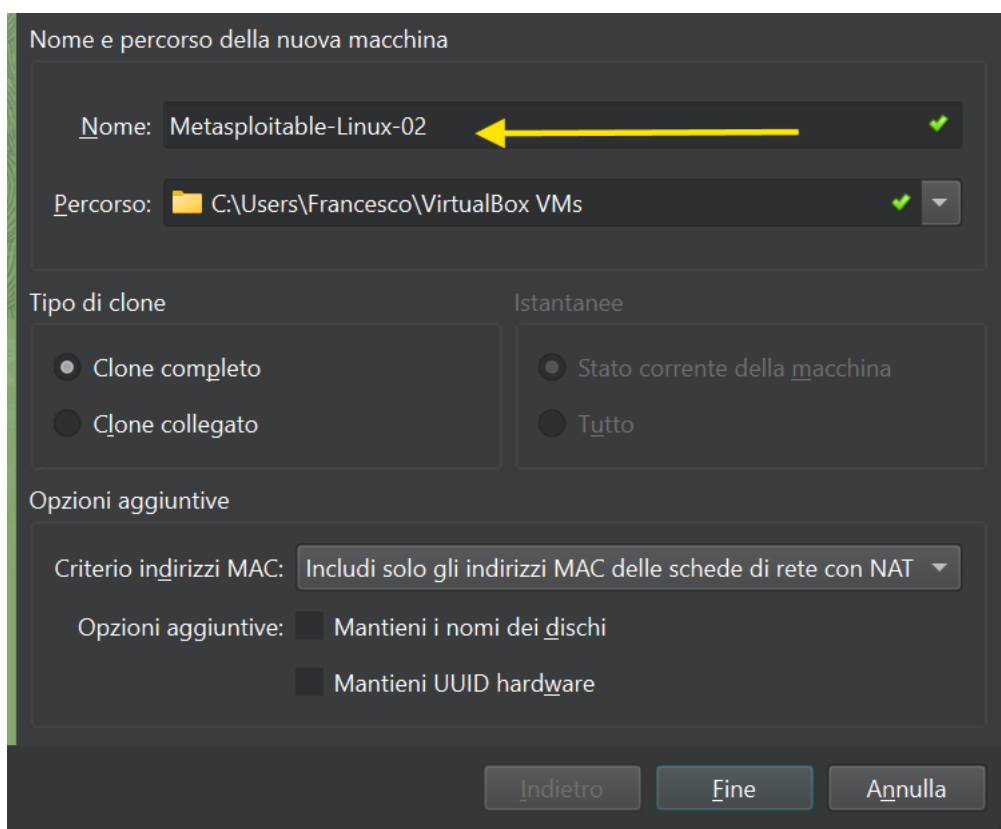 Nome e percorso della nuova macchina
Nome: Metasploitable-Linux-02
Percorso: C:\Users\Francesco\VirtualBox VMs
Tipo di clone
Istantanee
Clone completo
Stato corrente della macchina
Clone collegato
Tutto
Opzioni aggiuntive
Criterio indirizzi MAC: Includi solo gli indirizzi MAC delle schede di rete con NAT
Opzioni aggiuntive: Mantieni i nomi dei dischi
Mantieni UUID hardware
Indietro Fine Annulla